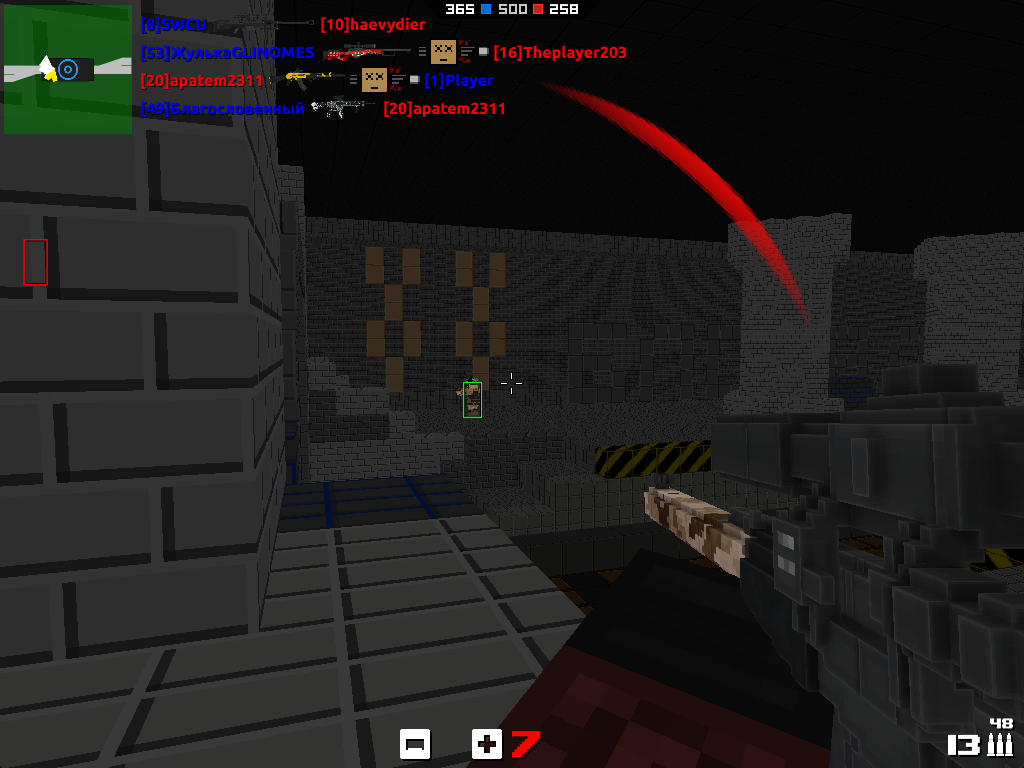 365 500 258
[8]SWCU [10]haevydier
[53]ЖулькаGLINOMES [16]Theplayer203
[20]apatem2311 [1]Player
[49]Благословенный [20]apatem2311
7
48
13